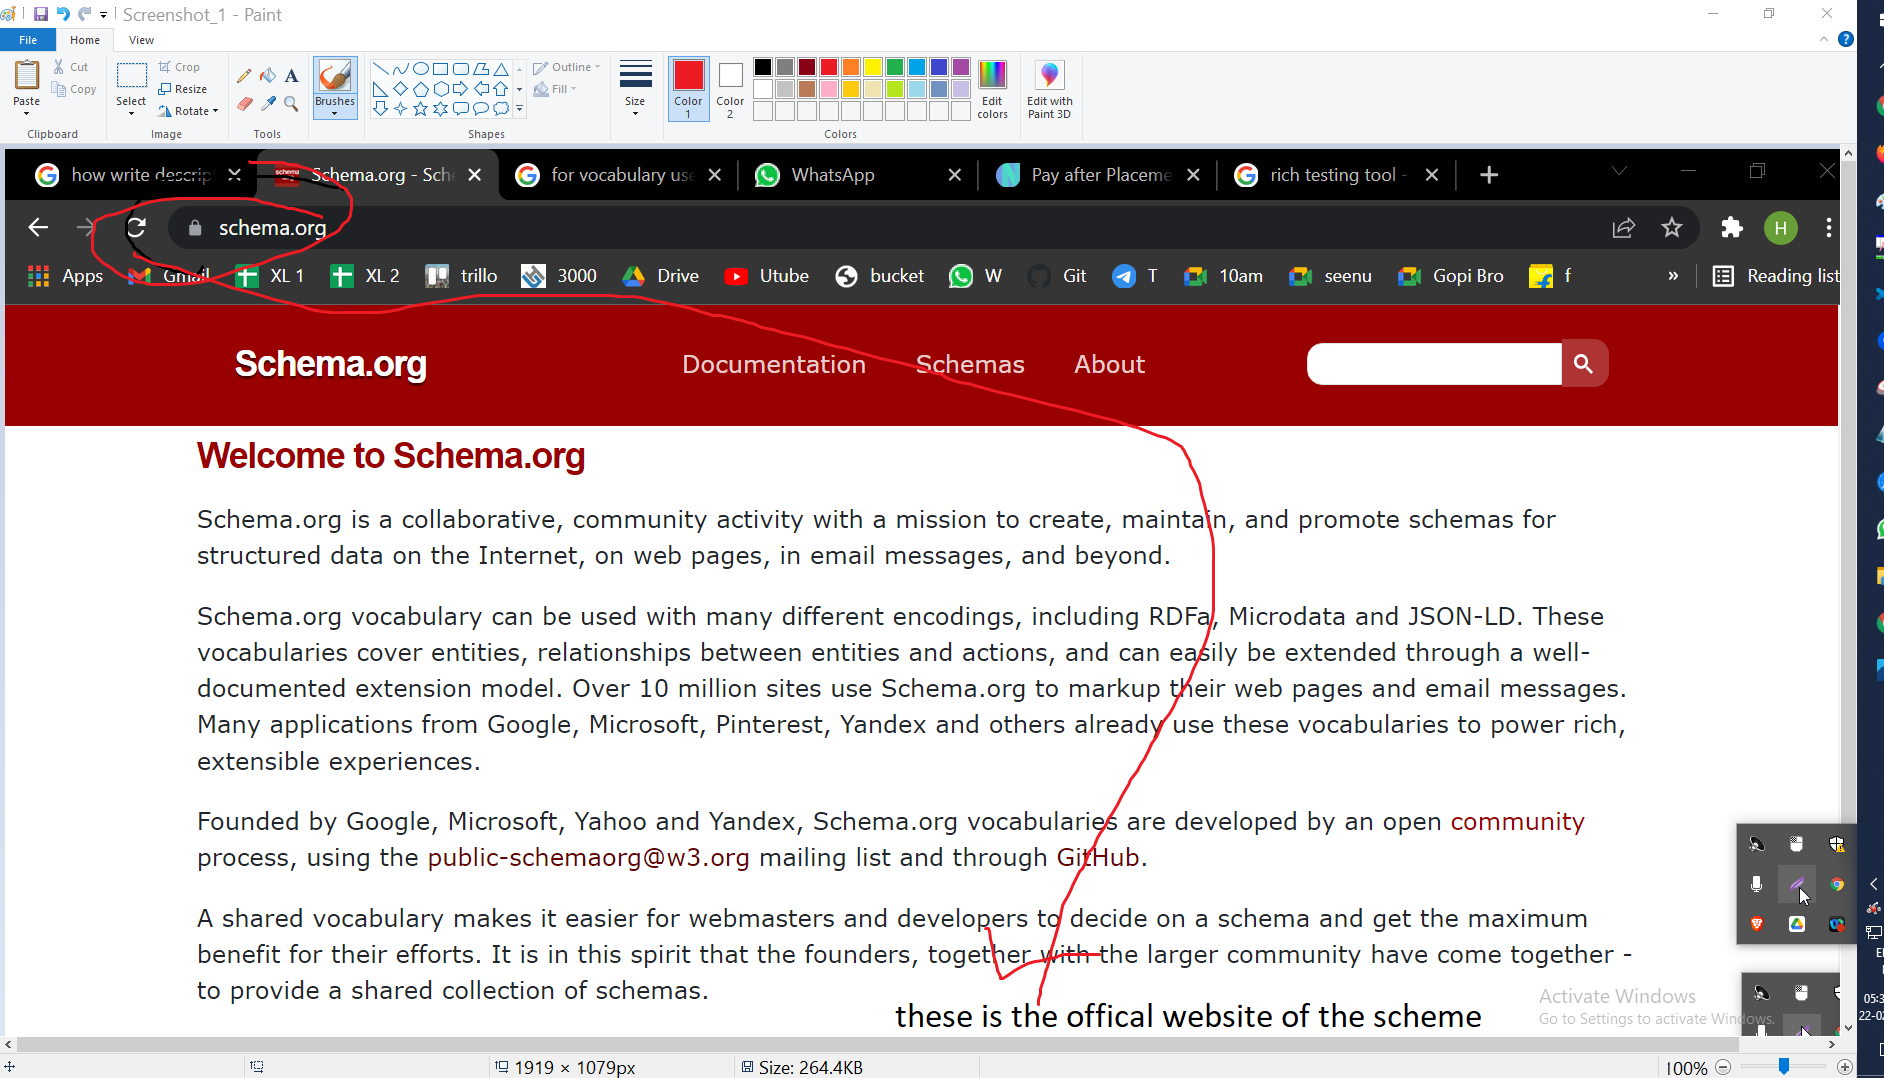 Screenshot_1 - Paint
File Home View
Cut
Copy
Paste
Clipboard
Crop
Resize
Rotate
Select
Image
Tools
Brushes
Shapes
Outline
Fill
Size
Color 1
Color 2
Edit colors
Colors
Edit with Paint 3D
how write descrip
Schema.org - Sche
for vocabulary use
WhatsApp
Pay after Placeme
rich testing tool -
schema.org
H
Apps Gmail XL 1 XL 2 trillo 3000 Drive Utube bucket W Git T 10am seenu Gopi Bro f » Reading list
Schema.org Documentation Schemas About
Welcome to Schema.org
Schema.org is a collaborative, community activity with a mission to create, maintain, and promote schemas for
structured data on the Internet, on web pages, in email messages, and beyond.
Schema.org vocabulary can be used with many different encodings, including RDFa, Microdata and JSON-LD. These
vocabularies cover entities, relationships between entities and actions, and can easily be extended through a well-
documented extension model. Over 10 million sites use Schema.org to markup their web pages and email messages.
Many applications from Google, Microsoft, Pinterest, Yandex and others already use these vocabularies to power rich,
extensible experiences.
Founded by Google, Microsoft, Yahoo and Yandex, Schema.org vocabularies are developed by an open community
process, using the public-schemaorg@w3.org mailing list and through GitHub.
A shared vocabulary makes it easier for webmasters and developers to decide on a schema and get the maximum
benefit for their efforts. It is in this spirit that the founders, together with the larger community have come together -
to provide a shared collection of schemas.
these is the offical website of the scheme
Activate Windows
Go to Settings to activate Windows.
05:3
22-02
1919 × 1079px
Size: 264.4KB
100%